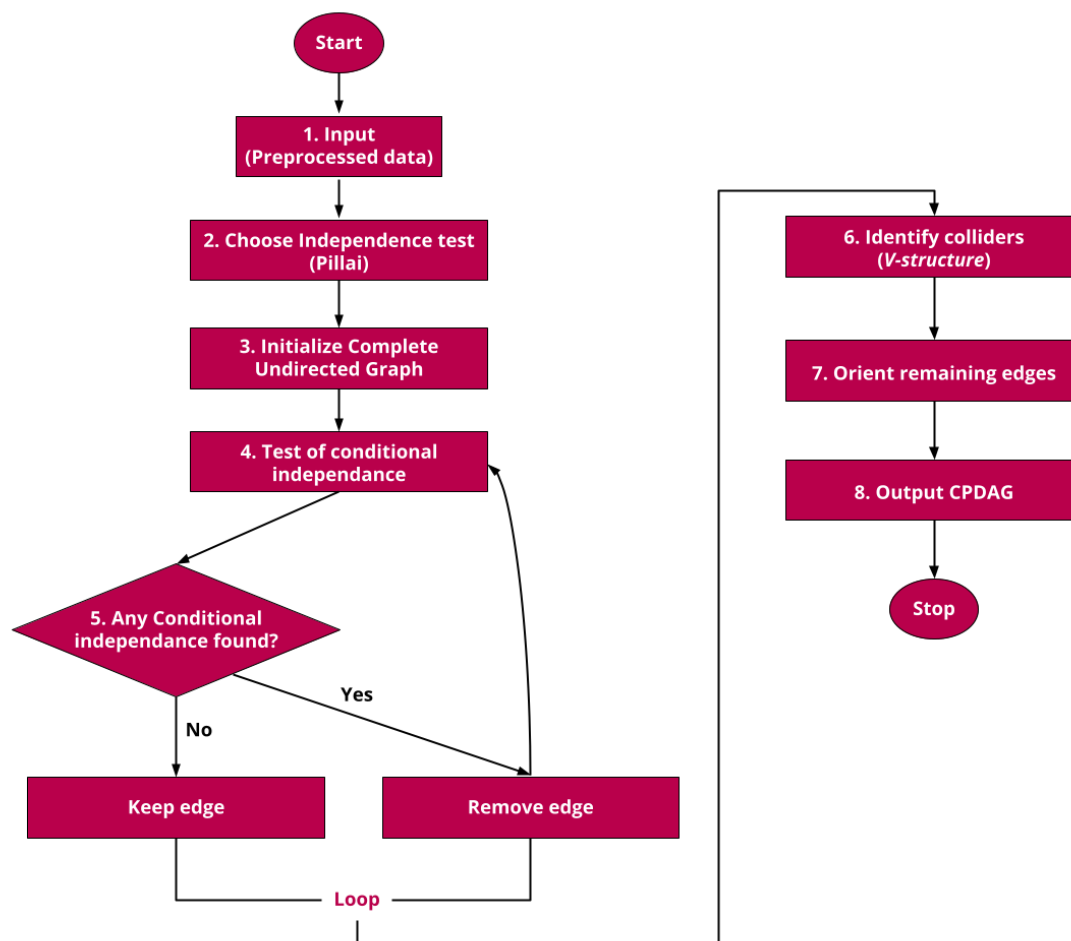 Start
1. Input
(Preprocessed data)
2. Choose Independence test
(Pillai)
3. Initialize Complete
Undirected Graph
4. Test of conditional
independance
5. Any Conditional
independance found?
Yes
No
Keep edge
Remove edge
Loop
6. Identify colliders
(V-structure)
7. Orient remaining edges
8. Output CPDAG
Stop